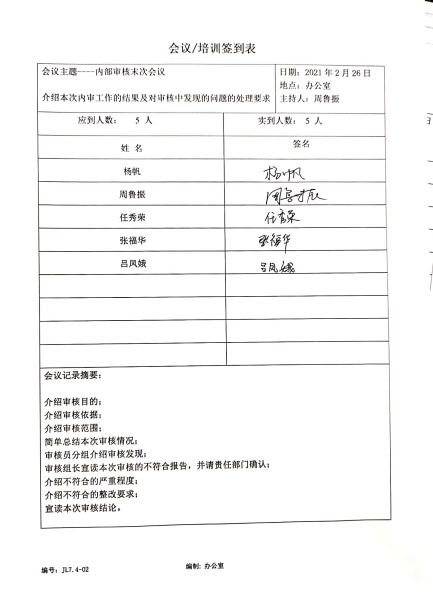 会议/培训签到表
会议主题----内部审核末次会议
介绍本次内审工作的结果及对审核中发现的问题的处理要求
日期：2021 年 2 月 26 日
地点：办公室
主持人：周鲁振
应到人数： 5 人 实到人数： 5 人
姓 名 签名
杨帆 杨帆
周鲁振 周鲁振
任秀荣 任秀荣
张福华 张福华
吕凤娥 吕凤娥
会议记录摘要：
介绍审核目的；
介绍审核依据；
介绍审核范围；
简单总结本次审核情况；
审核员分组介绍审核发现；
审核组长宣读本次审核的不符合报告，并请责任部门确认；
介绍不符合的严重程度；
介绍不符合的整改要求；
宣读本次审核结论。
编号：JL7.4-02 编制：办公室